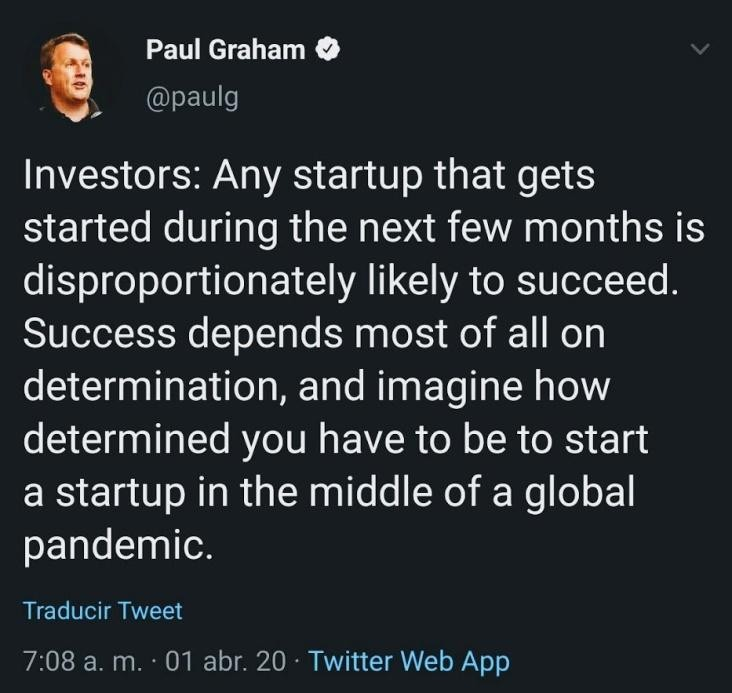 Paul Graham
@paulg
Investors: Any startup that gets
started during the next few months is
disproportionately likely to succeed.
Success depends most of all on
determination, and imagine how
determined you have to be to start
a startup in the middle of a global
pandemic.
Traducir Tweet
7:08 a. m. · 01 abr. 20 · Twitter Web App